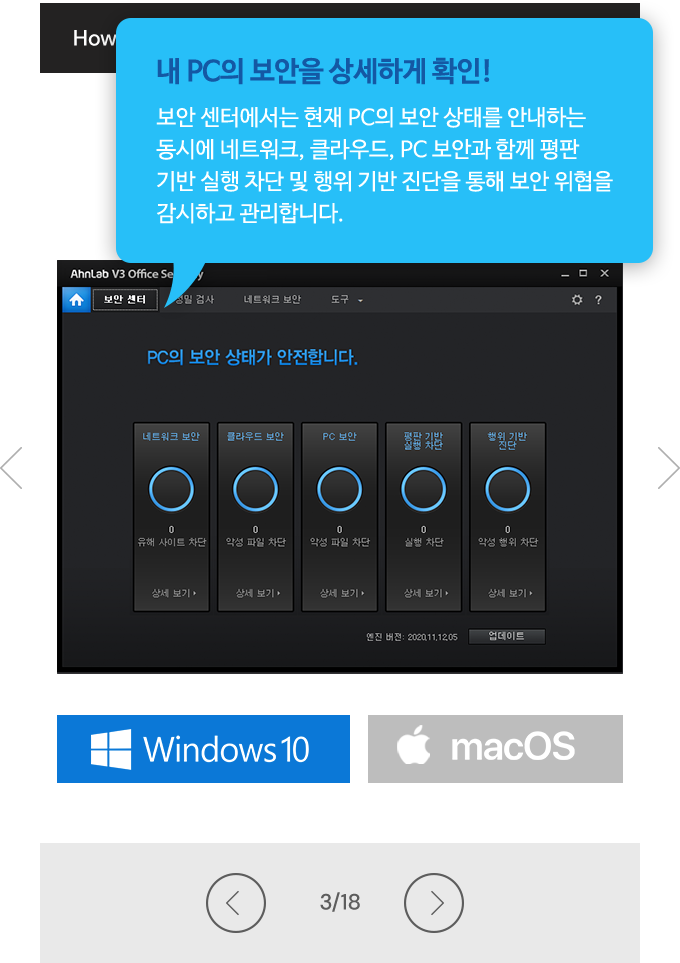 How
내 PC의 보안을 상세하게 확인!
보안 센터에서는 현재 PC의 보안 상태를 안내하는
동시에 네트워크, 클라우드, PC 보안과 함께 평판
기반 실행 차단 및 행위 기반 진단을 통해 보안 위협을
감시하고 관리합니다.
AhnLab V3 Office Se
보안 센터 정밀 검사 네트워크 보안 도구
?
PC의 보안 상태가 안전합니다.
네트워크 보안 클라우드 보안 PC 보안 평판 기반 실행 차단 행위 기반 진단
0 0 0 0 0
유해 사이트 차단 악성 파일 차단 악성 파일 차단 실행 차단 악성 행위 차단
상세 보기 상세 보기 상세 보기 상세 보기 상세 보기
엔진 버전: 2020.11.12.05 업데이트
Windows 10 macOS
3/18